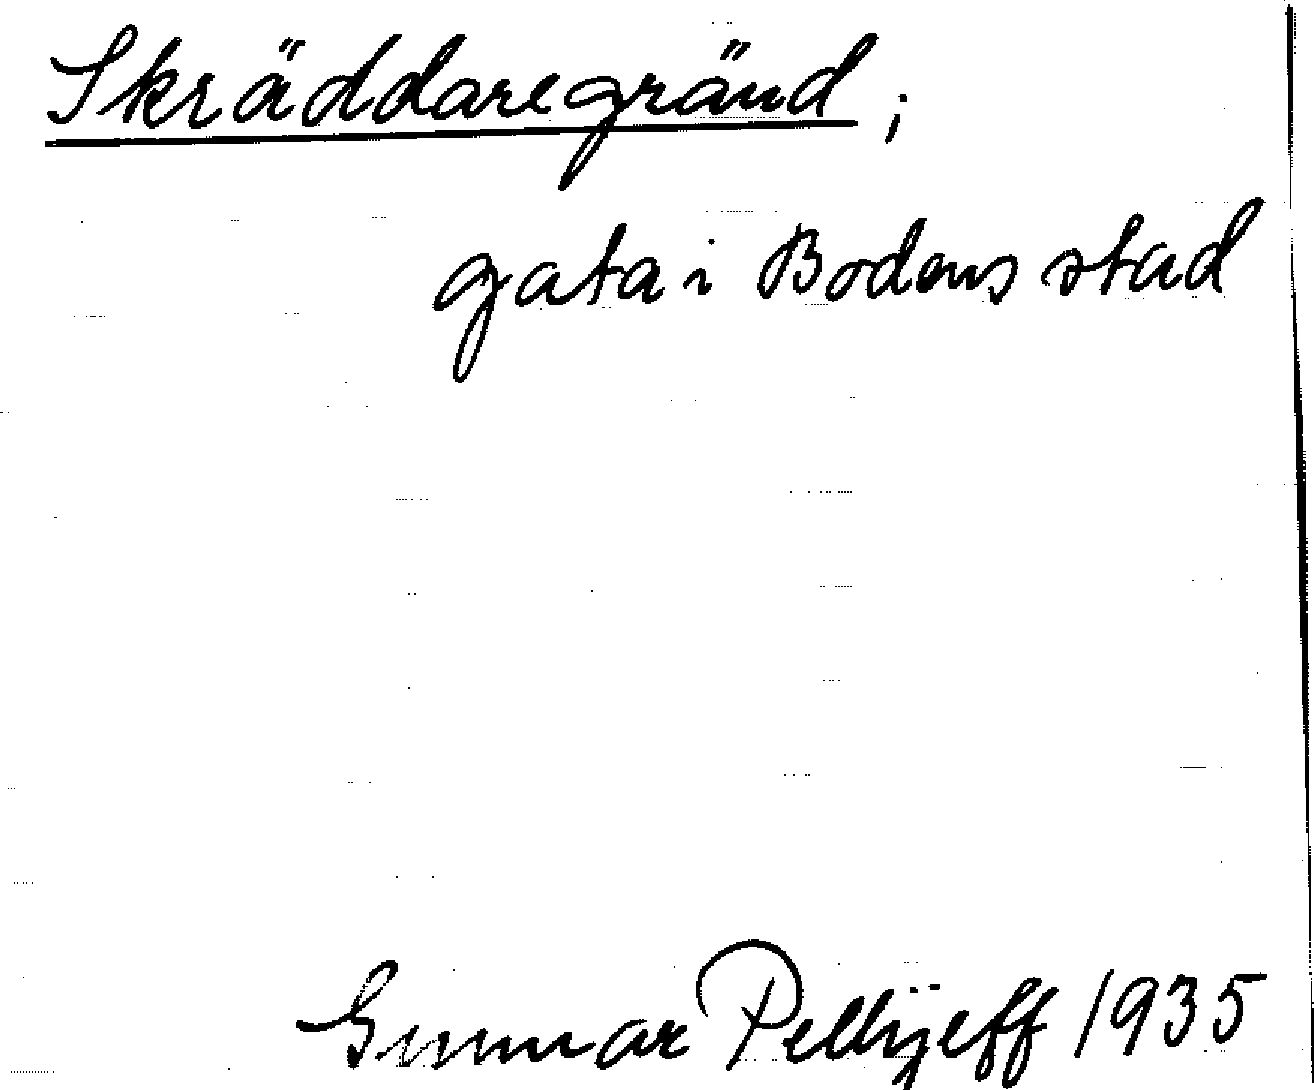 Skräddaregränd;
gata i Bodens stad
Gunnar Pellijeff 1935